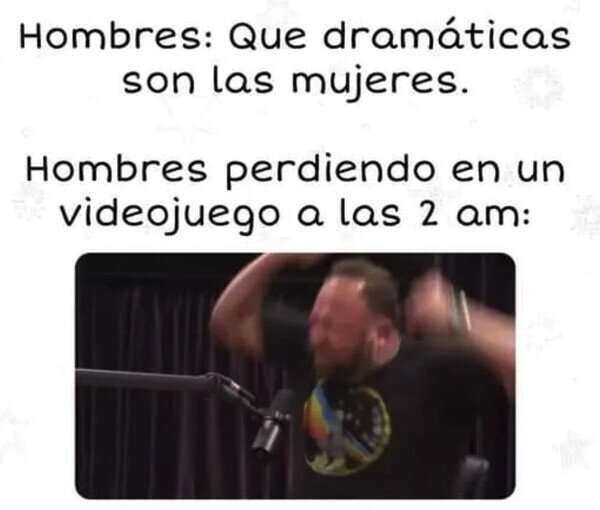 Hombres: Que dramáticas
son las mujeres.
Hombres perdiendo en un
videojuego a las 2 am: